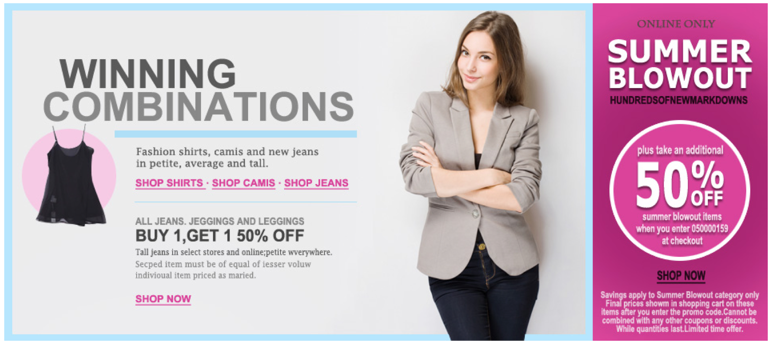 WINNING
COMBINATIONS
Fashion shirts, camis and new jeans
in petite, average and tall.
SHOP SHIRTS · SHOP CAMIS · SHOP JEANS
ALL JEANS. JEGGINGS AND LEGGINGS
BUY 1,GET 1 50% OFF
Tall jeans in select stores and online;petite wverywhere.
Secped item must be of equal of iesser voluw
indivioual item priced as maried.
SHOP NOW
ONLINE ONLY
SUMMER
BLOWOUT
HUNDREDSOFNEWMARKDOWNS
plus take an additional
50% OFF
summer blowout items
when you enter 050000159
at checkout
SHOP NOW
Savings apply to Summer Blowout category only
Final prices showm in shopping cart on these
items after you enter the promo code.Cannot be
combined with any other coupons or discounts.
While quantities last.Limited time offer.